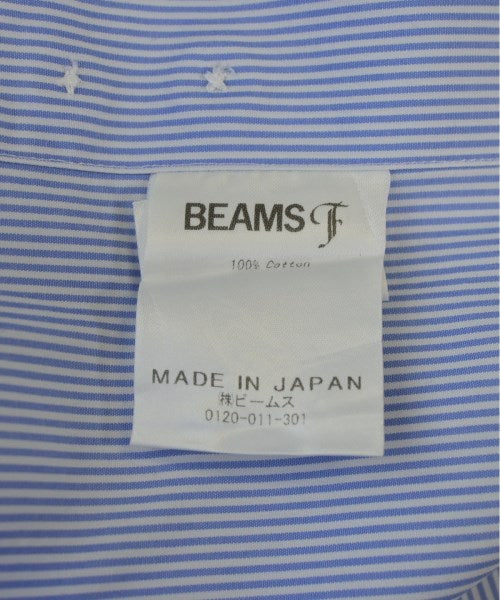 BEAMS F
100% Cotton
MADE IN JAPAN
㈱ビームス
0120-011-301